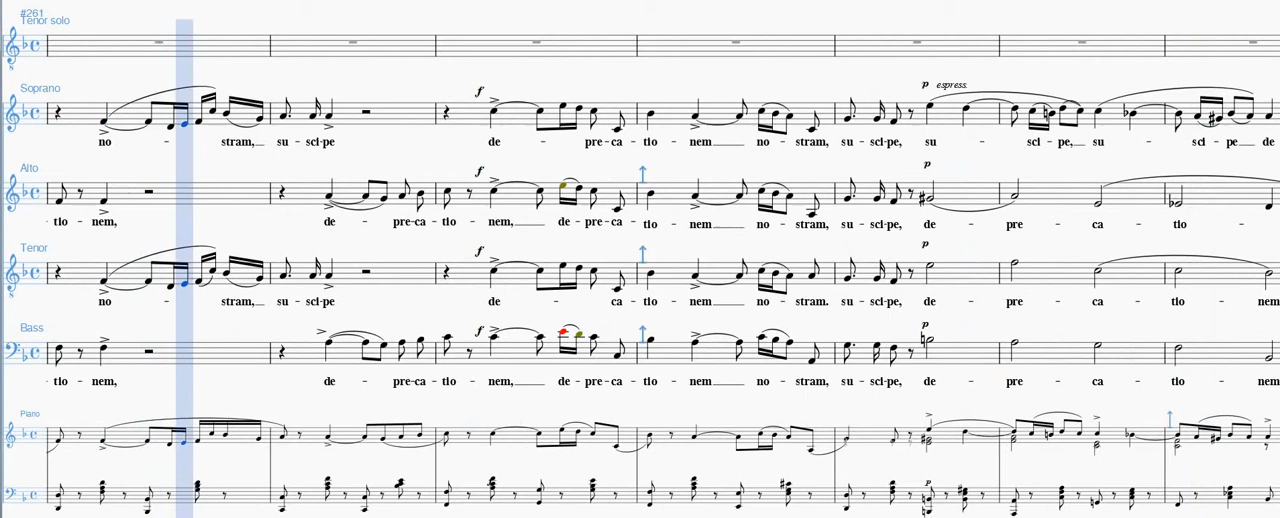 #261
Tenor solo
Soprano
f
p espress.
no - - stram, su - sci-pe de - pre-ca - tio - nem no - stram, su - sci-pe, su - sci - pe, su - sci - pe de
Alto
f
p
tio - nem, de - pre-ca - tio - nem, de - pre-ca - tio - nem no - stram, su - sci-pe, de - pre - ca - tio -
Tenor
f
p
no - - stram, su - sci-pe de - ca - tio - nem no - stram. su - sci-pe, de - pre - ca - tio - nem
Bass
f
p
tio - nem, de - pre-ca - tio - nem, de - pre-ca - tio - nem no - stram, su - sci-pe, de - pre - ca - tio - nem
Piano
p